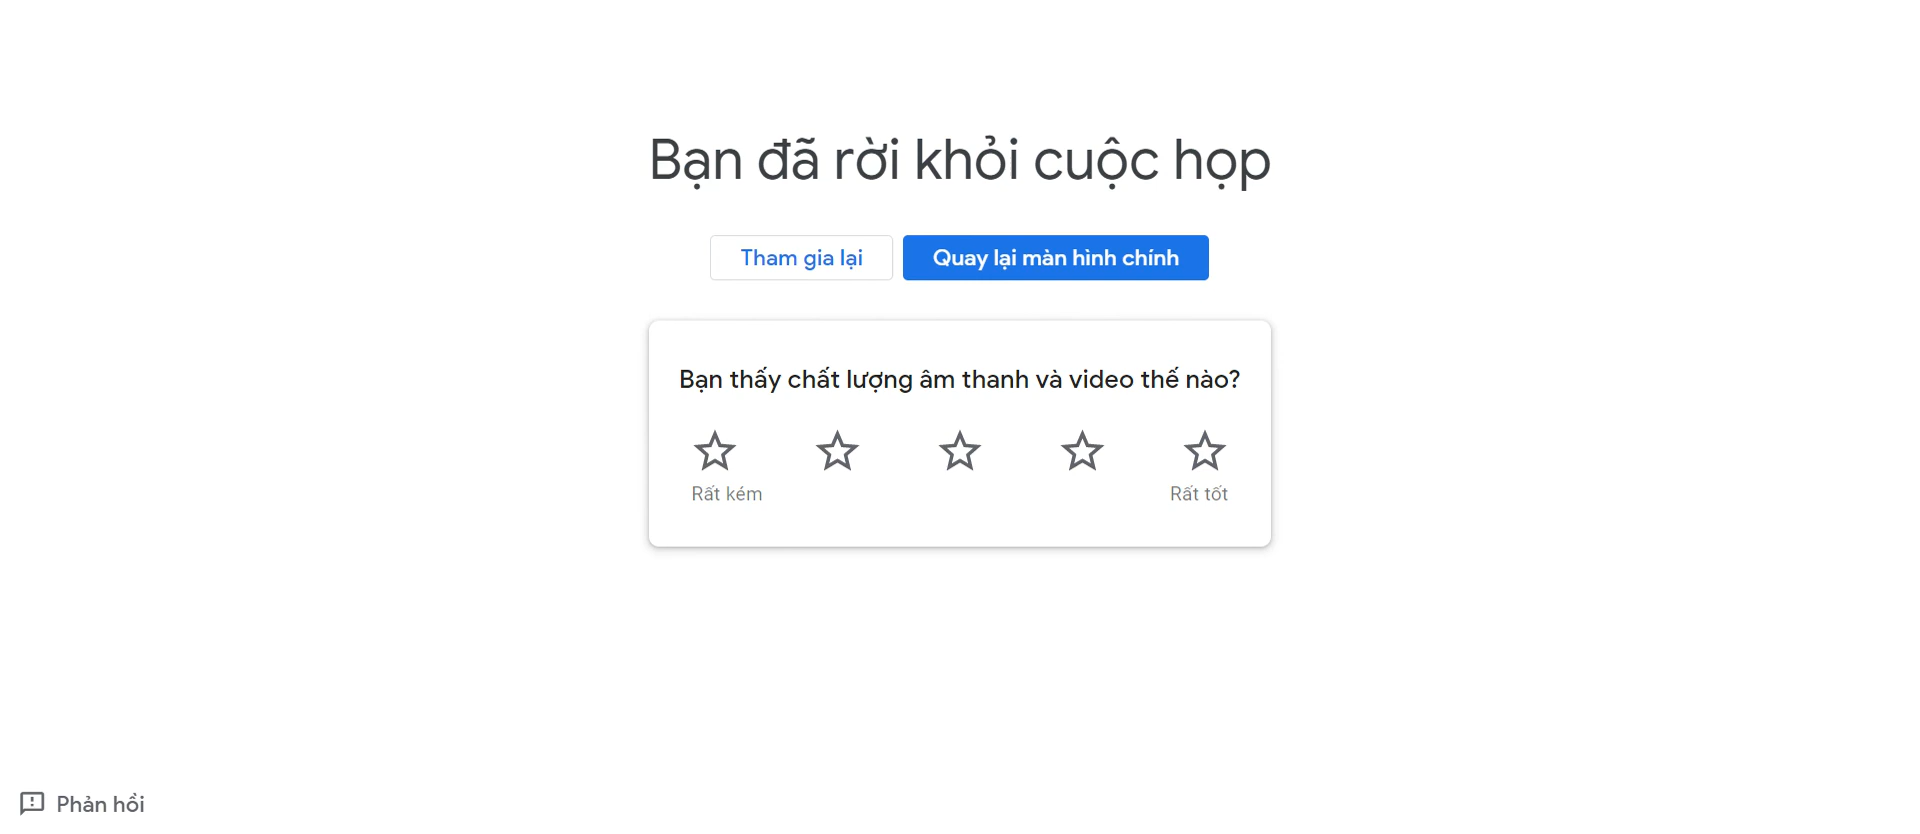 Bạn đã rời khỏi cuộc họp
Tham gia lại
Quay lại màn hình chính
Bạn thấy chất lượng âm thanh và video thế nào?
Rất kém
Rất tốt
Phản hồi